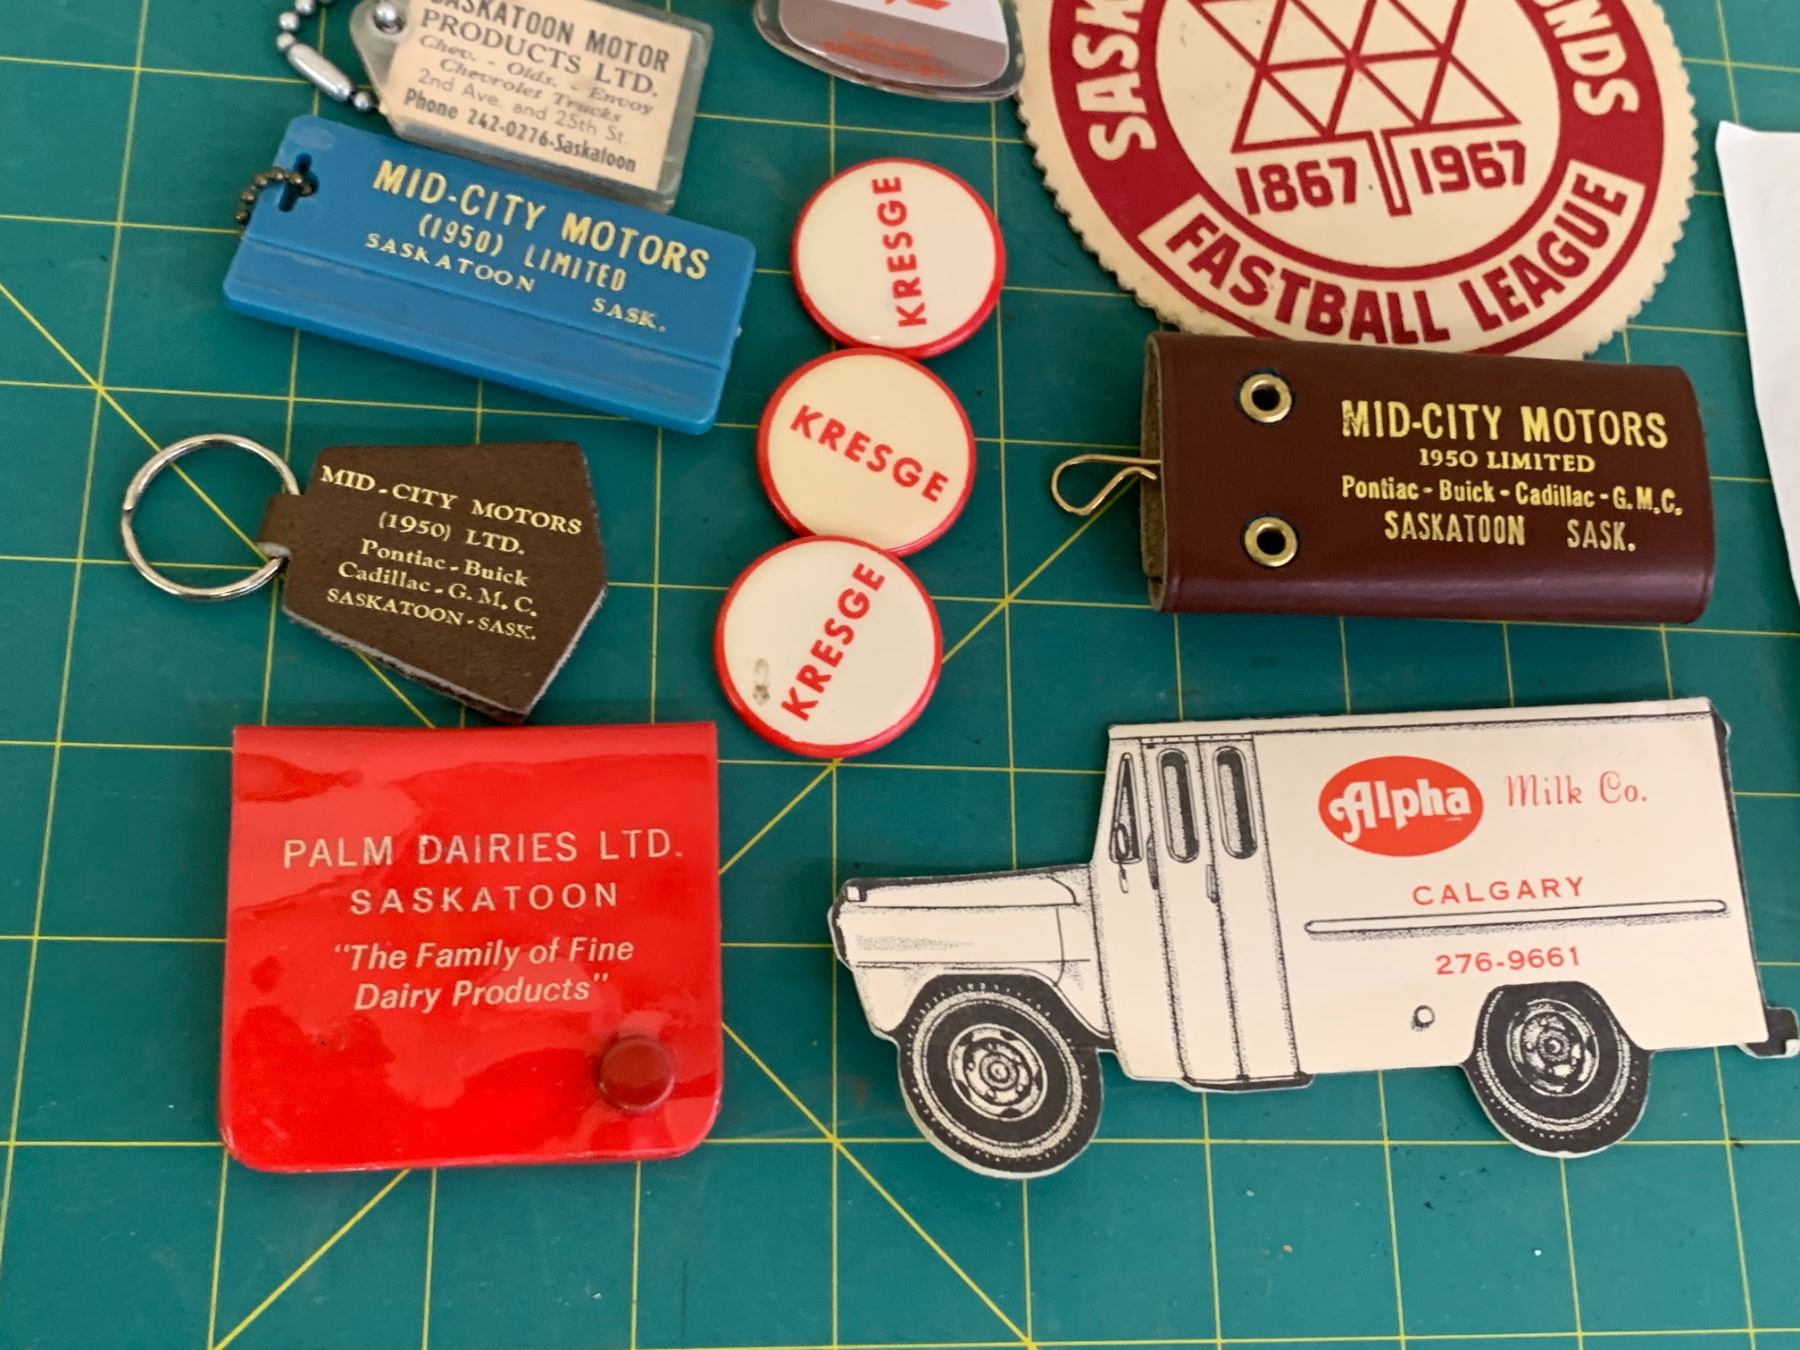 SASKATOON MOTOR
PRODUCTS LTD.
Chev. - Olds. - Envoy
Chevrolet Trucks
2nd Ave. and 25th St.
Phone 242-0276-Saskatoon
MID-CITY MOTORS
(1950) LIMITED
SASKATOON SASK.
MID-CITY MOTORS
(1950) LTD.
Pontiac-Buick
Cadillac-G.M.C.
SASKATOON-SASK.
KRESGE
KRESGE
KRESGE
1867 1967
FASTBALL LEAGUE
MID-CITY MOTORS
1950 LIMITED
Pontiac - Buick - Cadillac - G.M.C.
SASKATOON SASK.
PALM DAIRIES LTD.
SASKATOON
"The Family of Fine
Dairy Products"
Alpha Milk Co.
CALGARY
276-9661